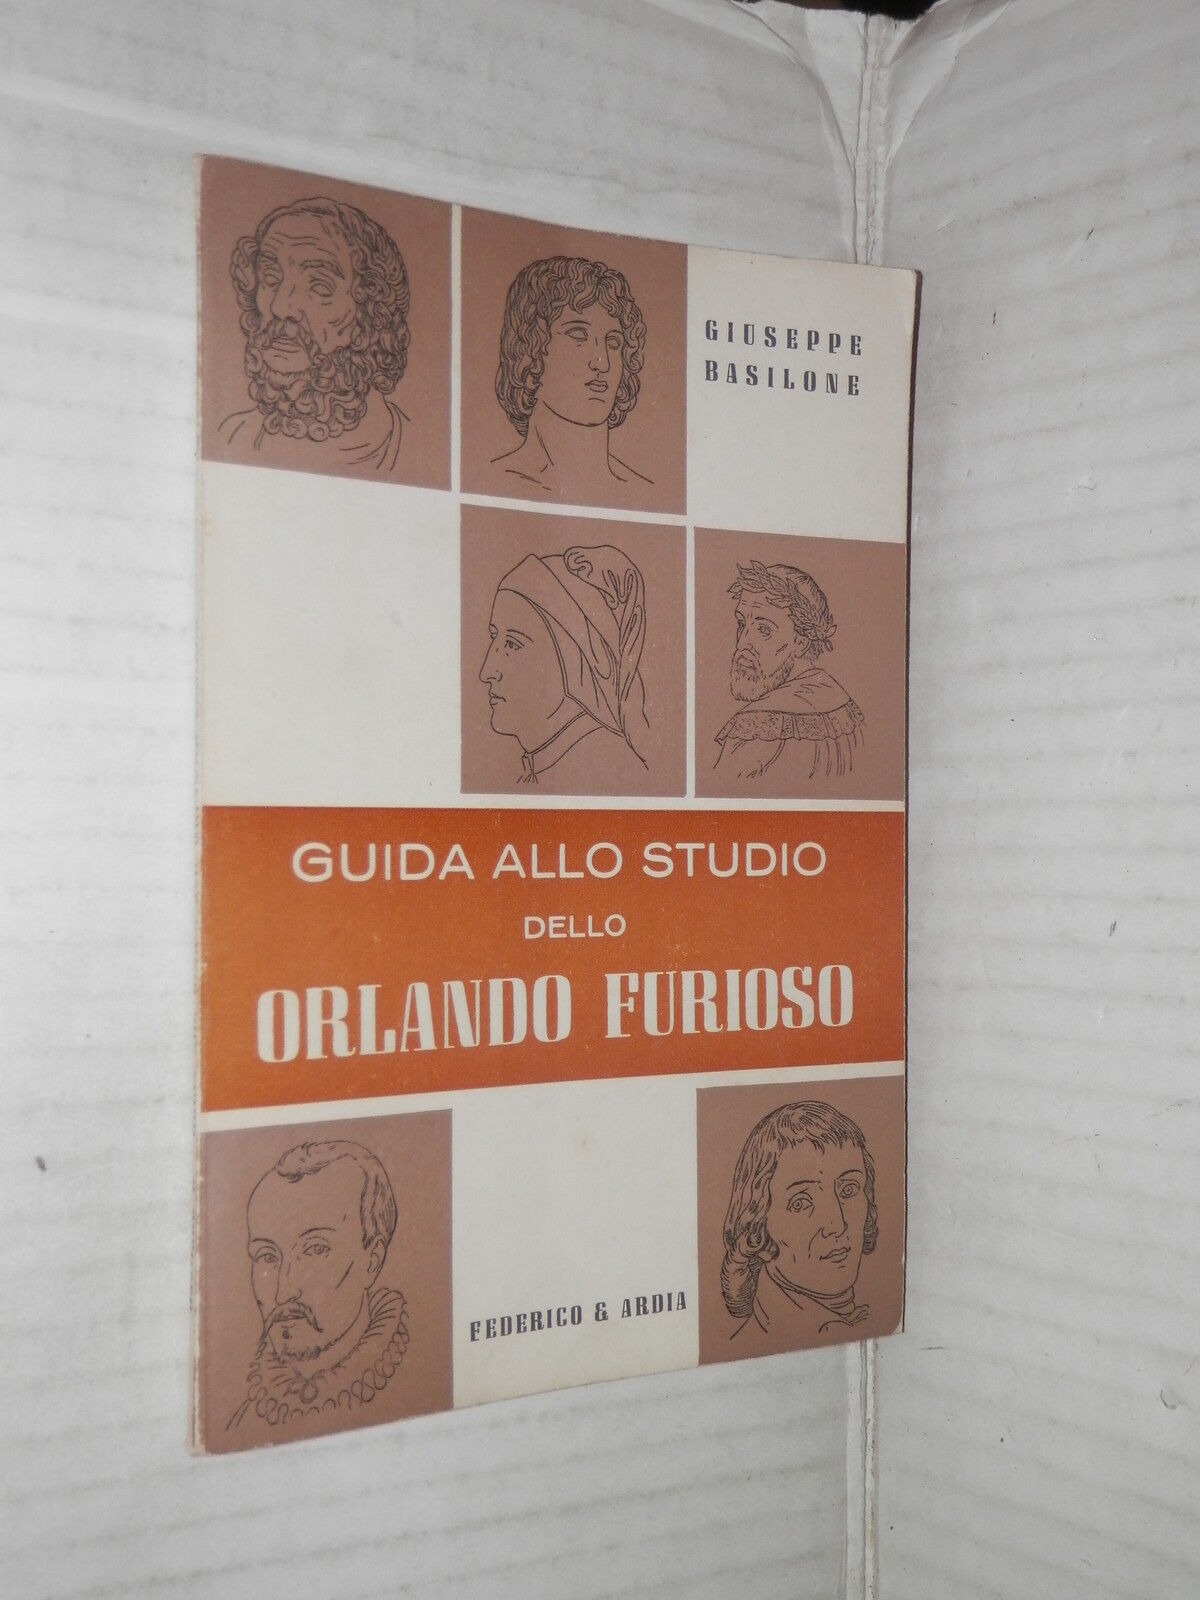 GIUSEPPE
BASILONE
GUIDA ALLO STUDIO
DELLO
ORLANDO FURIOSO
FEDERICO & ARDIA